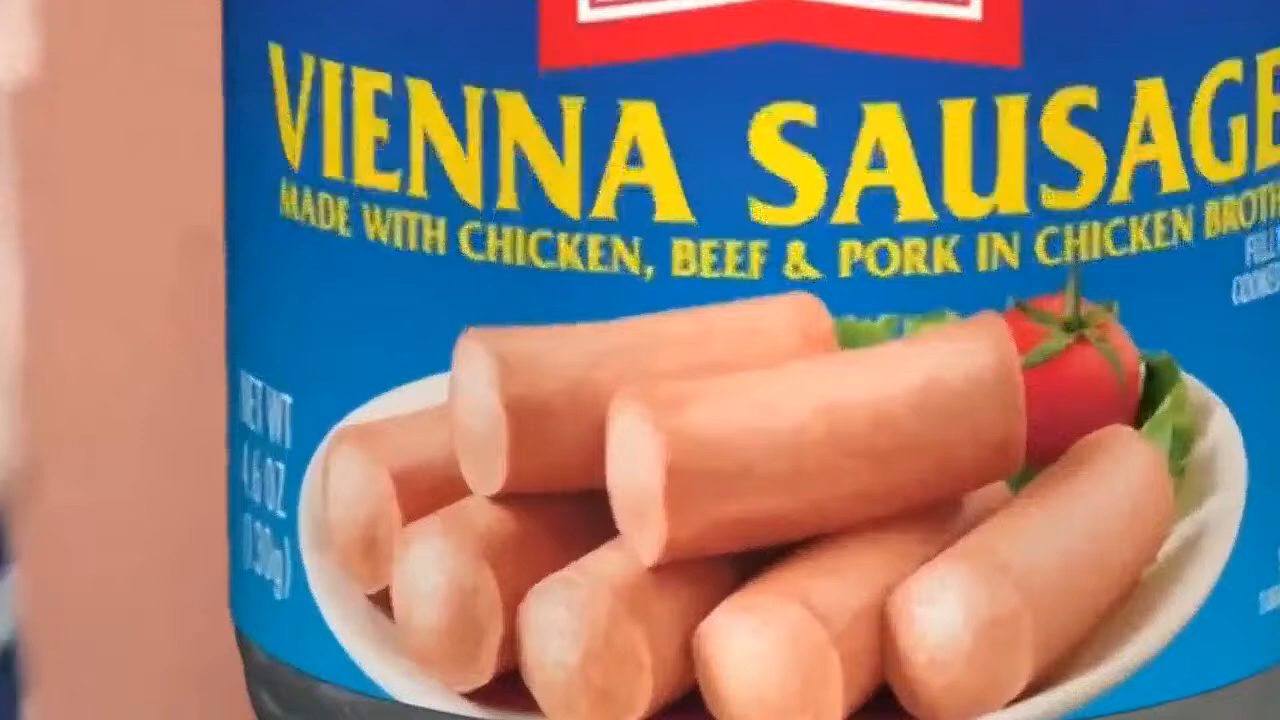 VIENNA SAUSAGE
MADE WITH CHICKEN, BEEF & PORK IN CHICKEN BROTH
NET WT
4.6 OZ
(130g)